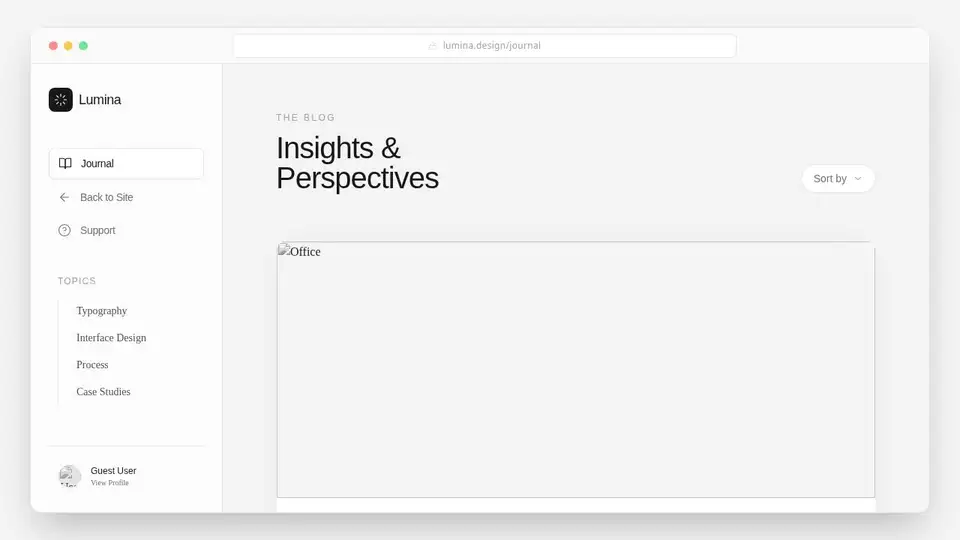 lumina.design/journal
Lumina
Journal
Back to Site
Support
TOPICS
Typography
Interface Design
Process
Case Studies
Guest User
View Profile
THE BLOG
Insights &
Perspectives
Sort by
Office